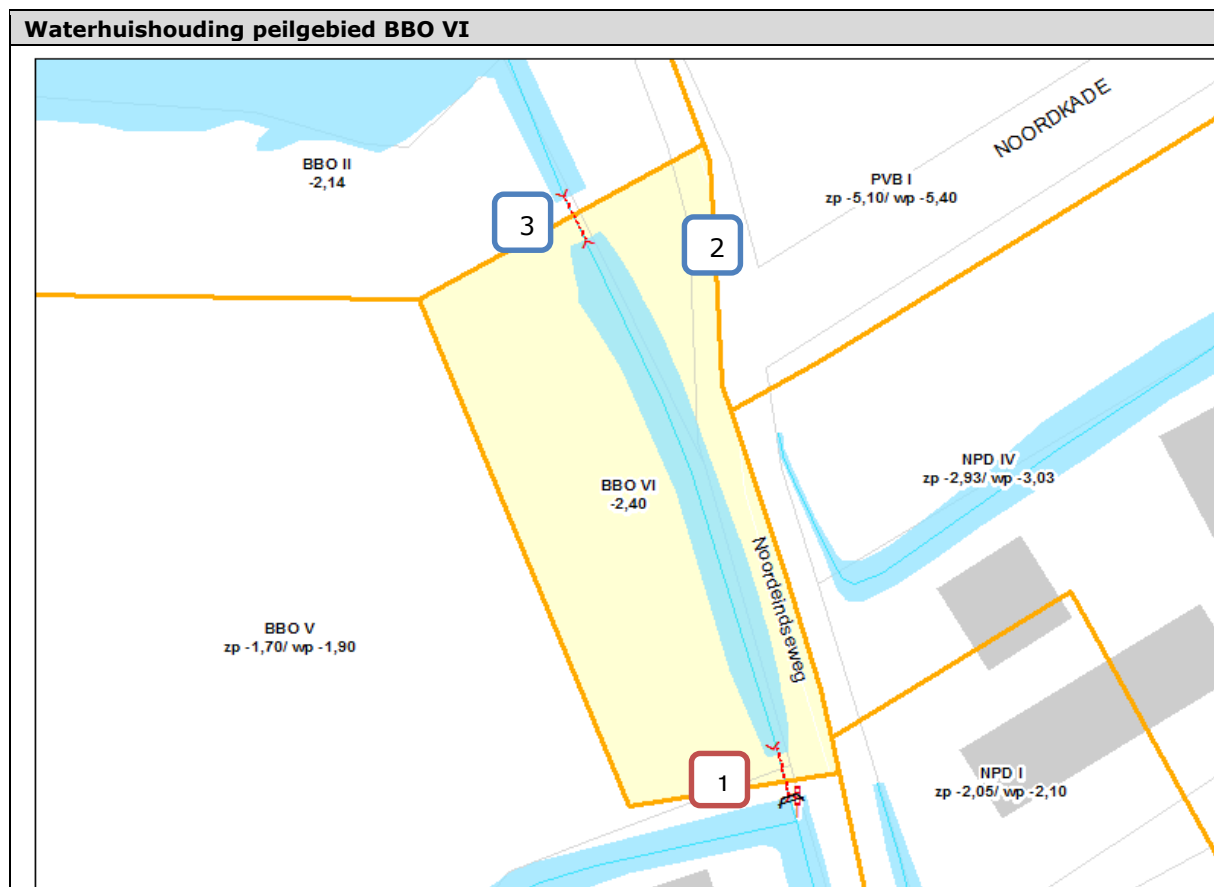 Waterhuishouding peilgebied BBO VI
NOORDKADE
BBO II
-2,14
PVB I
zp -5,10/ wp -5,40
3
2
NPD IV
zp -2,93/ wp -3,03
BBO VI
-2,40
Noordeindseweg
BBO V
zp -1,70/ wp -1,90
1
NPD I
zp -2,05/ wp -2,10